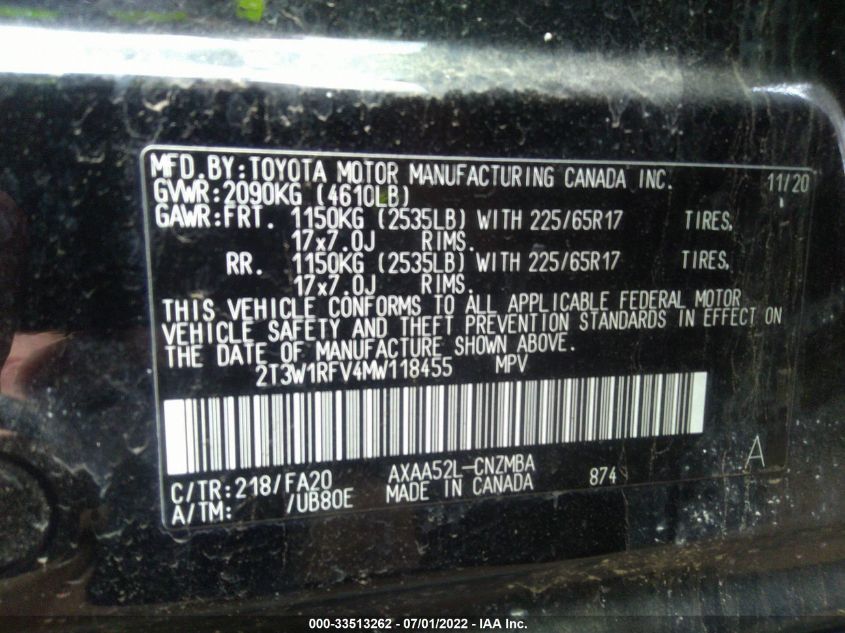 MFD.BY:TOYOTA MOTOR MANUFACTURING CANADA INC. 11/20
GVWR:2090KG (4610LB)
GAWR:FRT. 1150KG (2535LB) WITH 225/65R17 TIRES,
17x7.0J RIMS.
RR. 1150KG (2535LB) WITH 225/65R17 TIRES,
17x7.0J RIMS.
THIS VEHICLE CONFORMS TO ALL APPLICABLE FEDERAL MOTOR
VEHICLE SAFETY AND THEFT PREVENTION STANDARDS IN EFFECT ON
THE DATE OF MANUFACTURE SHOWN ABOVE.
2T3W1RFV4MW118455 MPV
A
C/TR:218/FA20 AXAA52L-CNZMBA 874
A/TM: /UB80E MADE IN CANADA
000-33513262 - 07/01/2022 - IAA Inc.